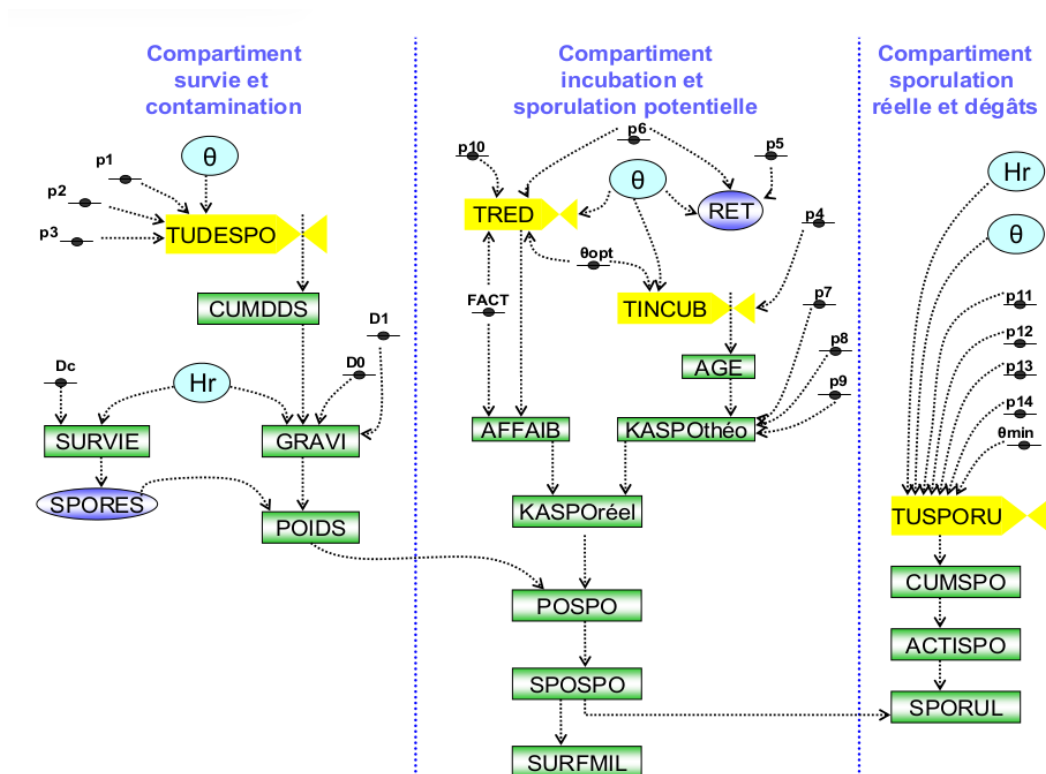 Compartiment
survie et
contamination
Compartiment
incubation et
sporulation potentielle
Compartiment
sporulation
réelle et dégâts
p1
p2
p3
θ
TUDESPO
CUMDDS
D1
D0
Dc
Hr
SURVIE
GRAVI
SPORES
POIDS
p10
p6
p5
θ
TRED
RET
p4
θopt
FACT
TINCUB
p7
AGE
p8
p9
AFFAIB
KASPOthéo
KASPOréel
POSPO
SPOSPO
SURFMIL
Hr
θ
p11
p12
p13
p14
θmin
TUSPORU
CUMSPO
ACTISPO
SPORUL